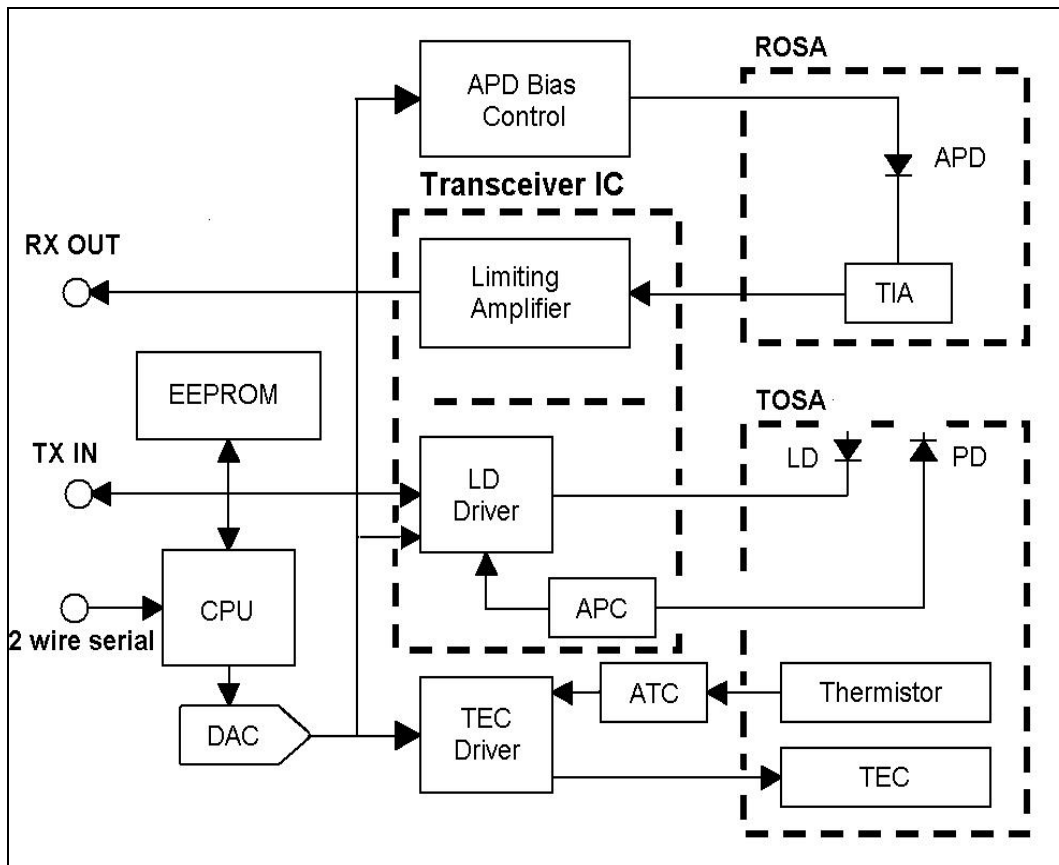 ROSA
APD Bias
Control
APD
Transceiver IC
RX OUT
Limiting
Amplifier
TIA
EEPROM
TOSA
TX IN
LD
Driver
LD
PD
CPU
APC
2 wire serial
DAC
TEC
Driver
ATC
Thermistor
TEC